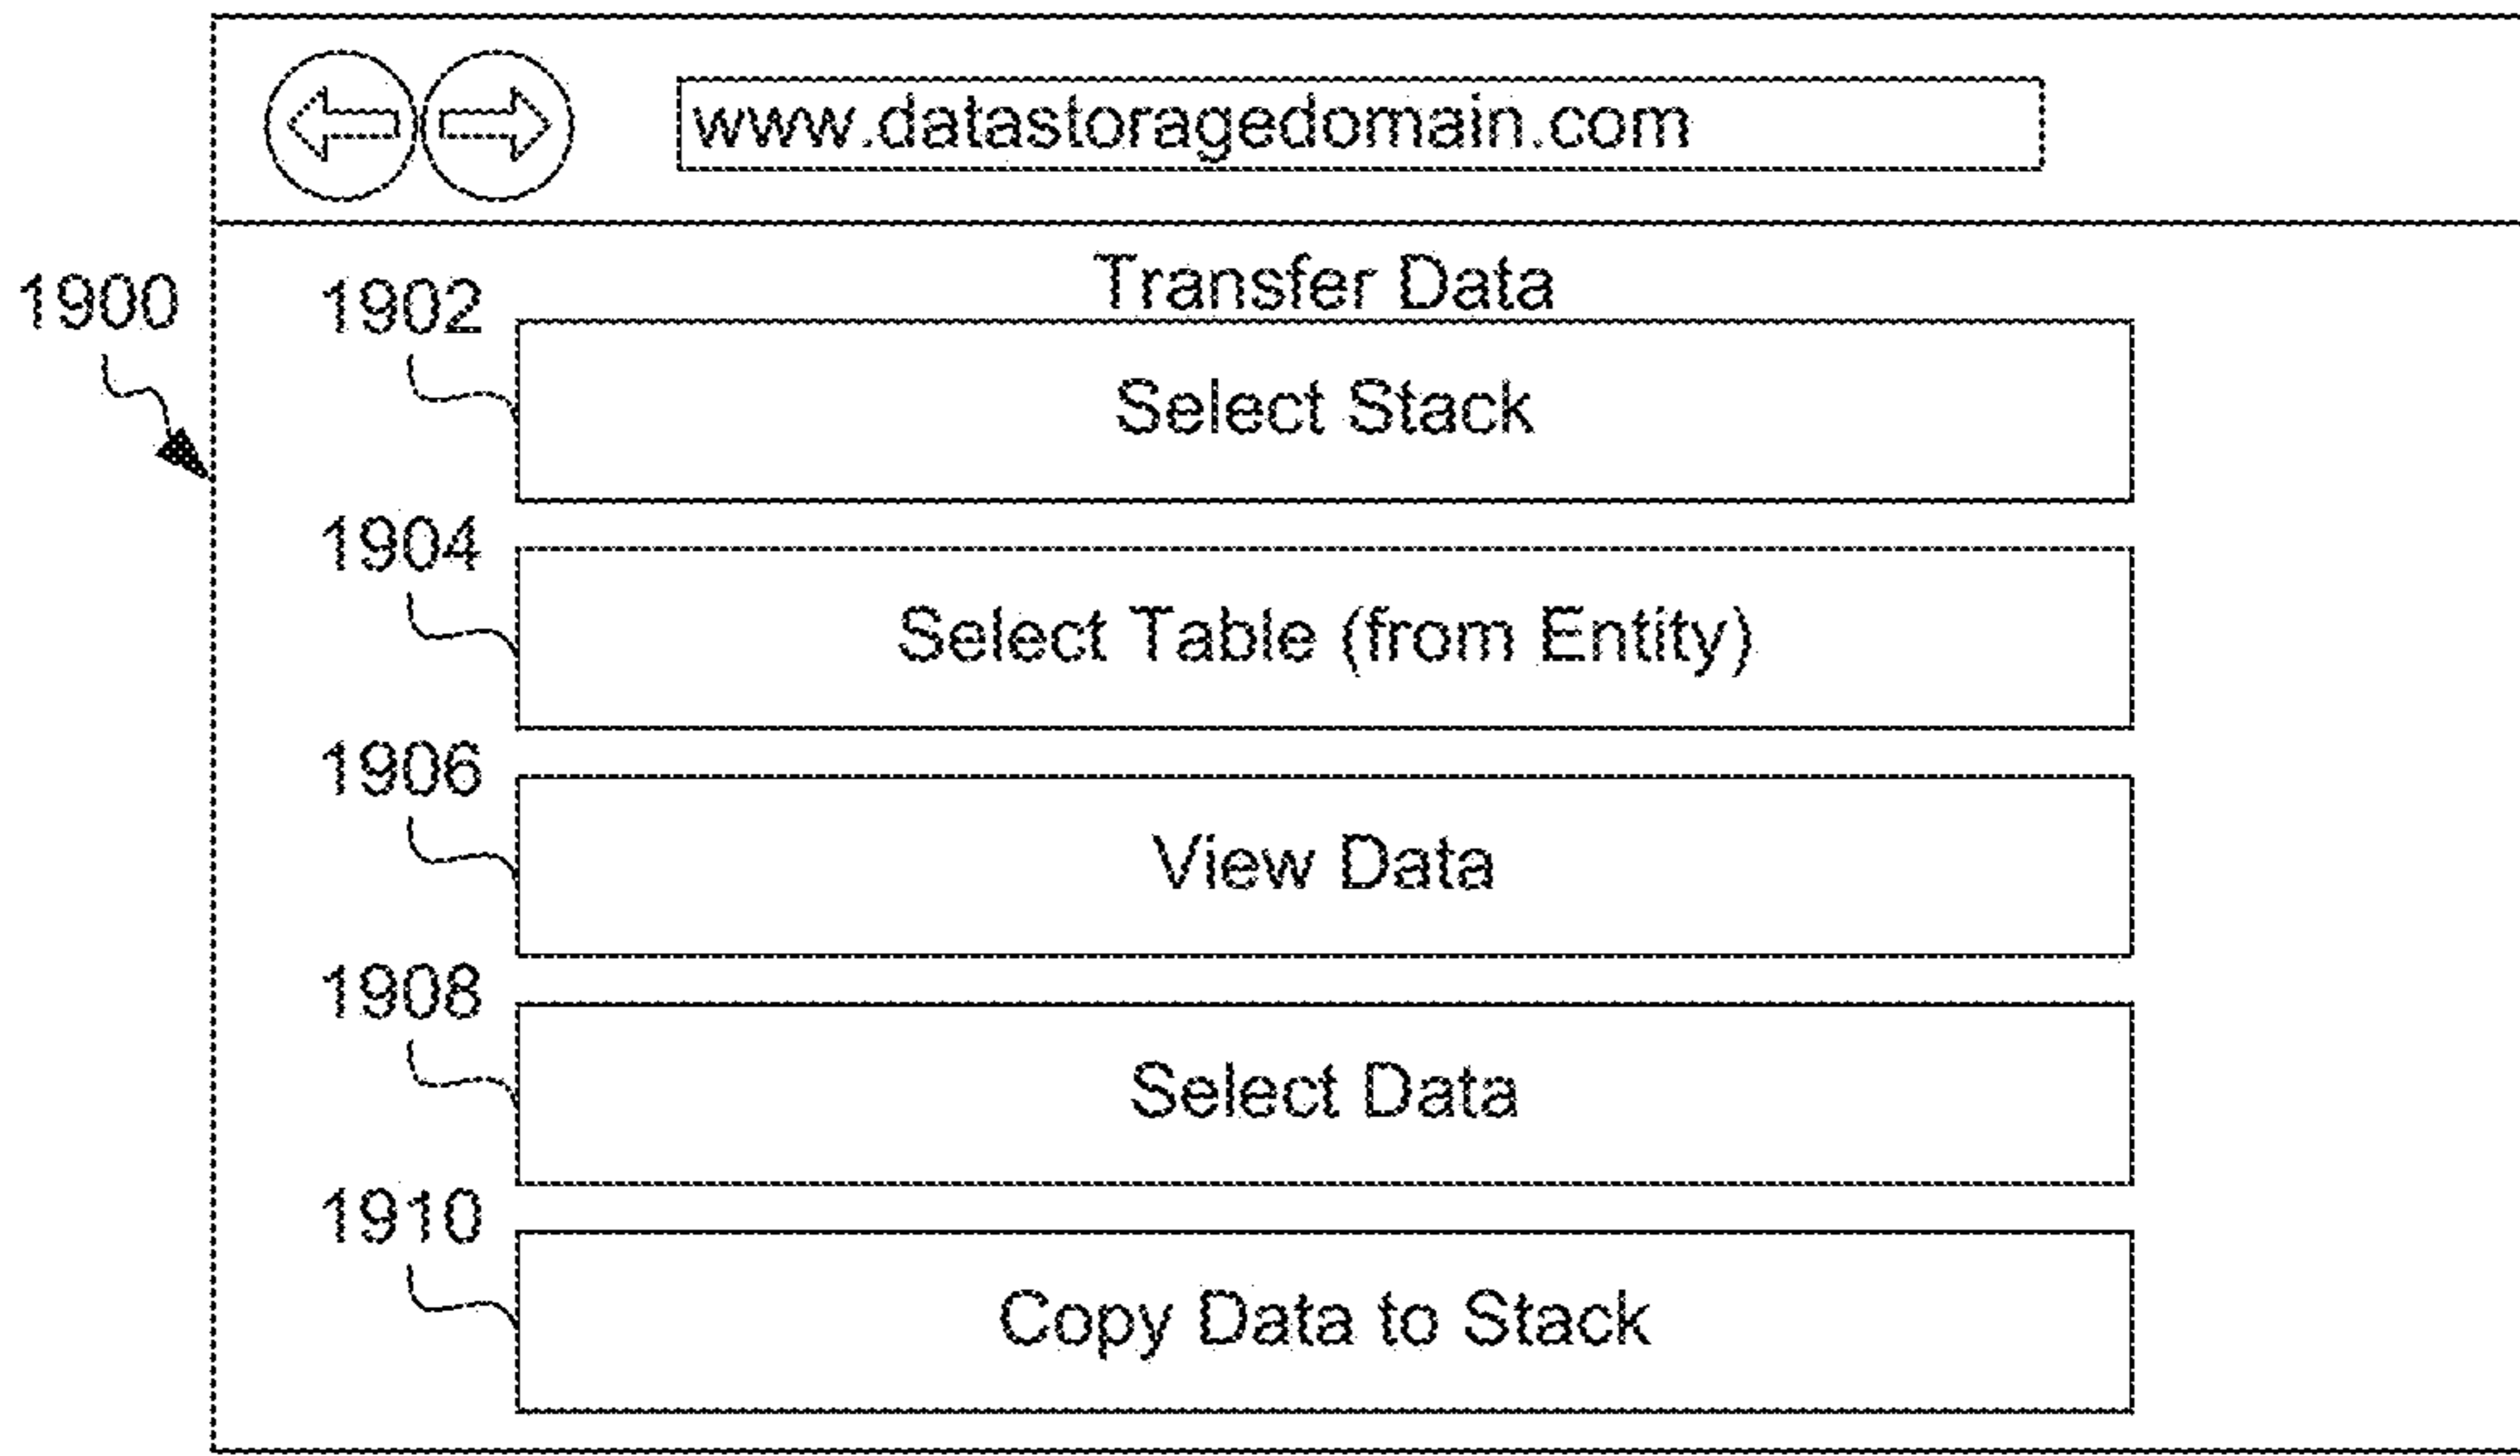 www.datastoragedomain.com
Transfer Data
1900
1902
Select Stack
1904
Select Table (from Entity)
1906
View Data
1908
Select Data
1910
Copy Data to Stack